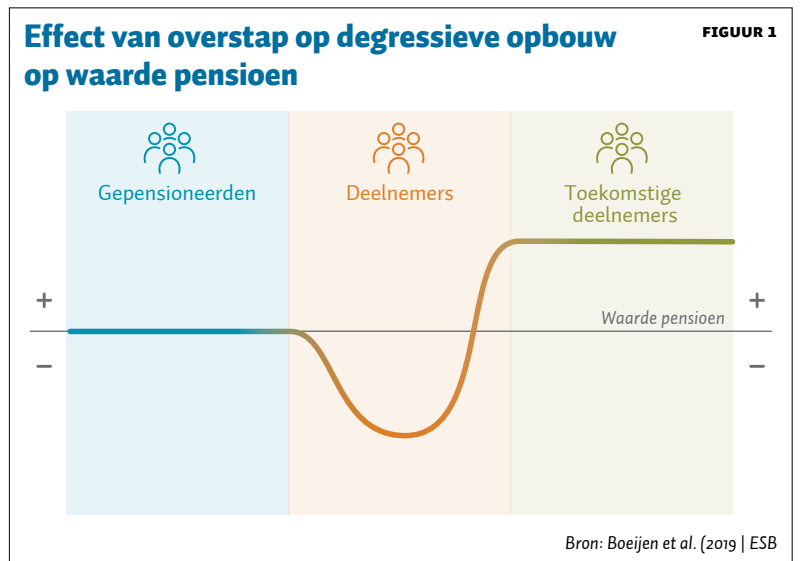 Effect van overstap op degressieve opbouw
op waarde pensioen
FIGUUR 1
Gepensioneerden
Deelnemers
Toekomstige
deelnemers
+
+
Waarde pensioen
−
−
Bron: Boeijen et al. (2019 | ESB